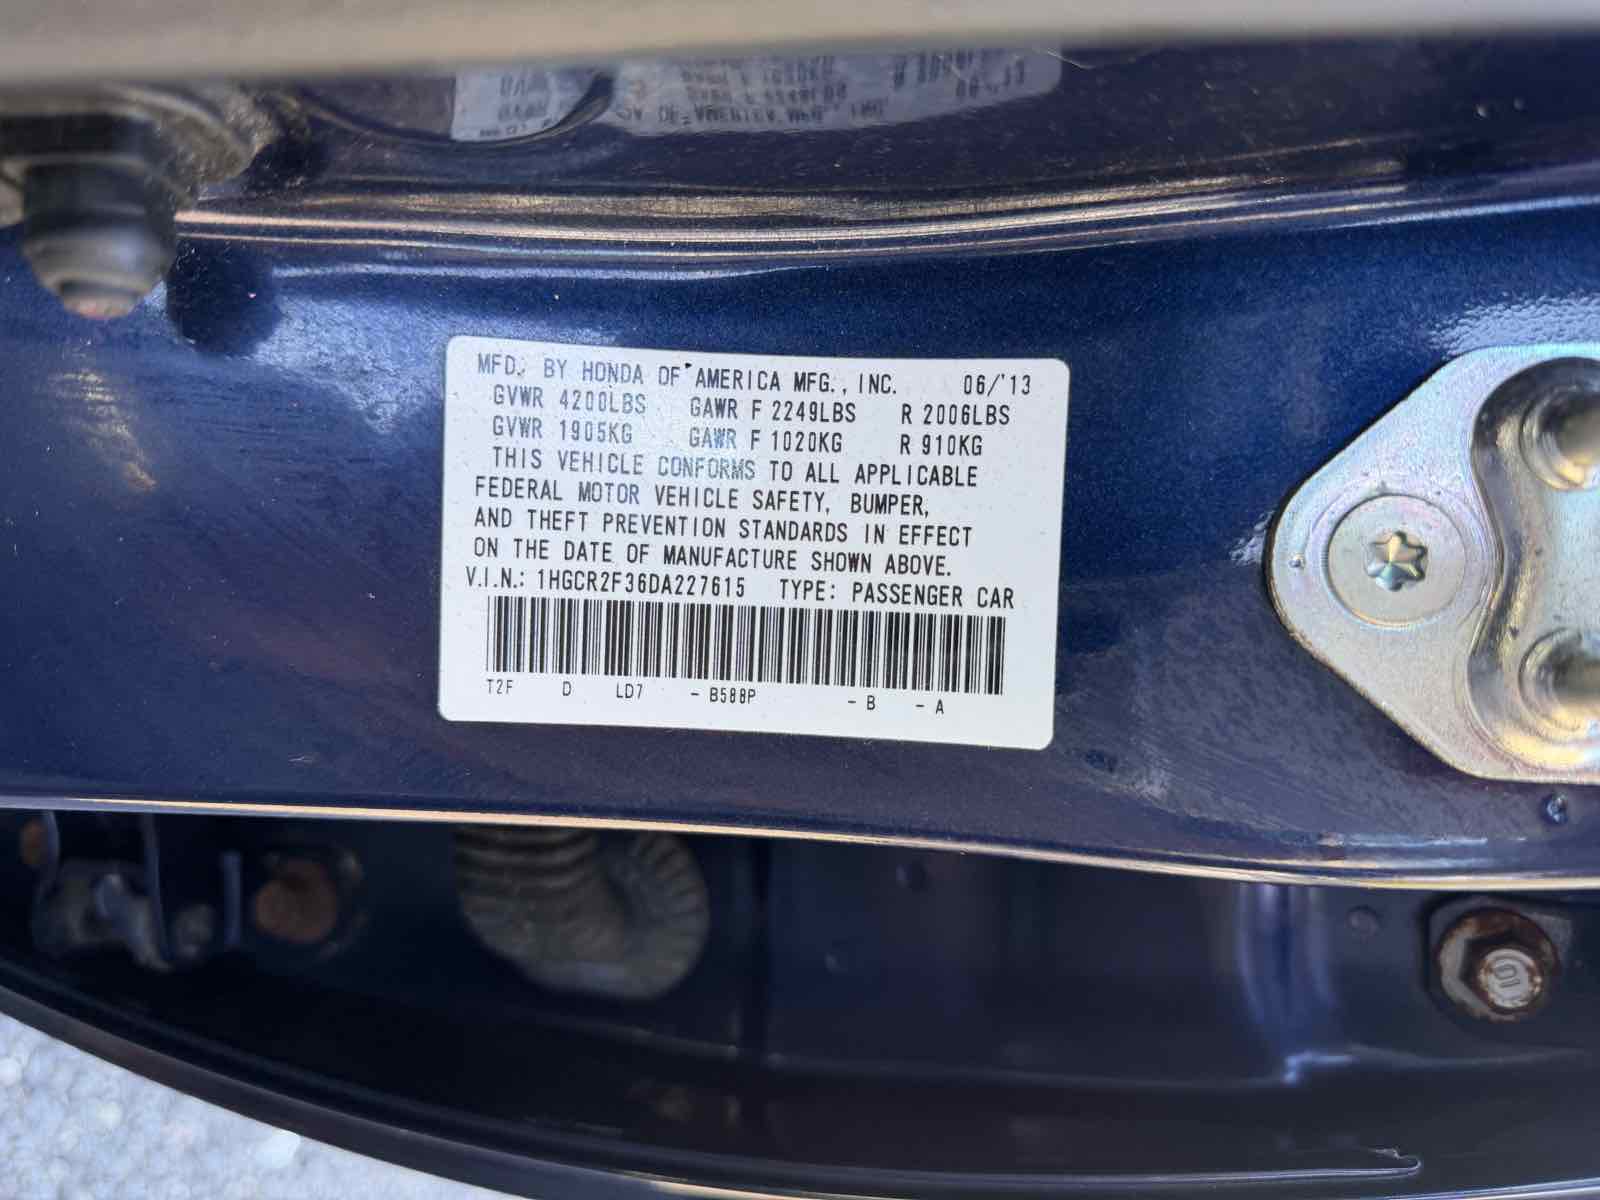 MFD. BY HONDA OF AMERICA MFG., INC. 06/'13
GVWR 4200LBS GAWR F 2249LBS R 2006LBS
GVWR 1905KG GAWR F 1020KG R 910KG
THIS VEHICLE CONFORMS TO ALL APPLICABLE
FEDERAL MOTOR VEHICLE SAFETY, BUMPER,
AND THEFT PREVENTION STANDARDS IN EFFECT
ON THE DATE OF MANUFACTURE SHOWN ABOVE.
V.I.N.: 1HGCR2F36DA227615 TYPE: PASSENGER CAR
T2F D LD7 - B588P - B - A